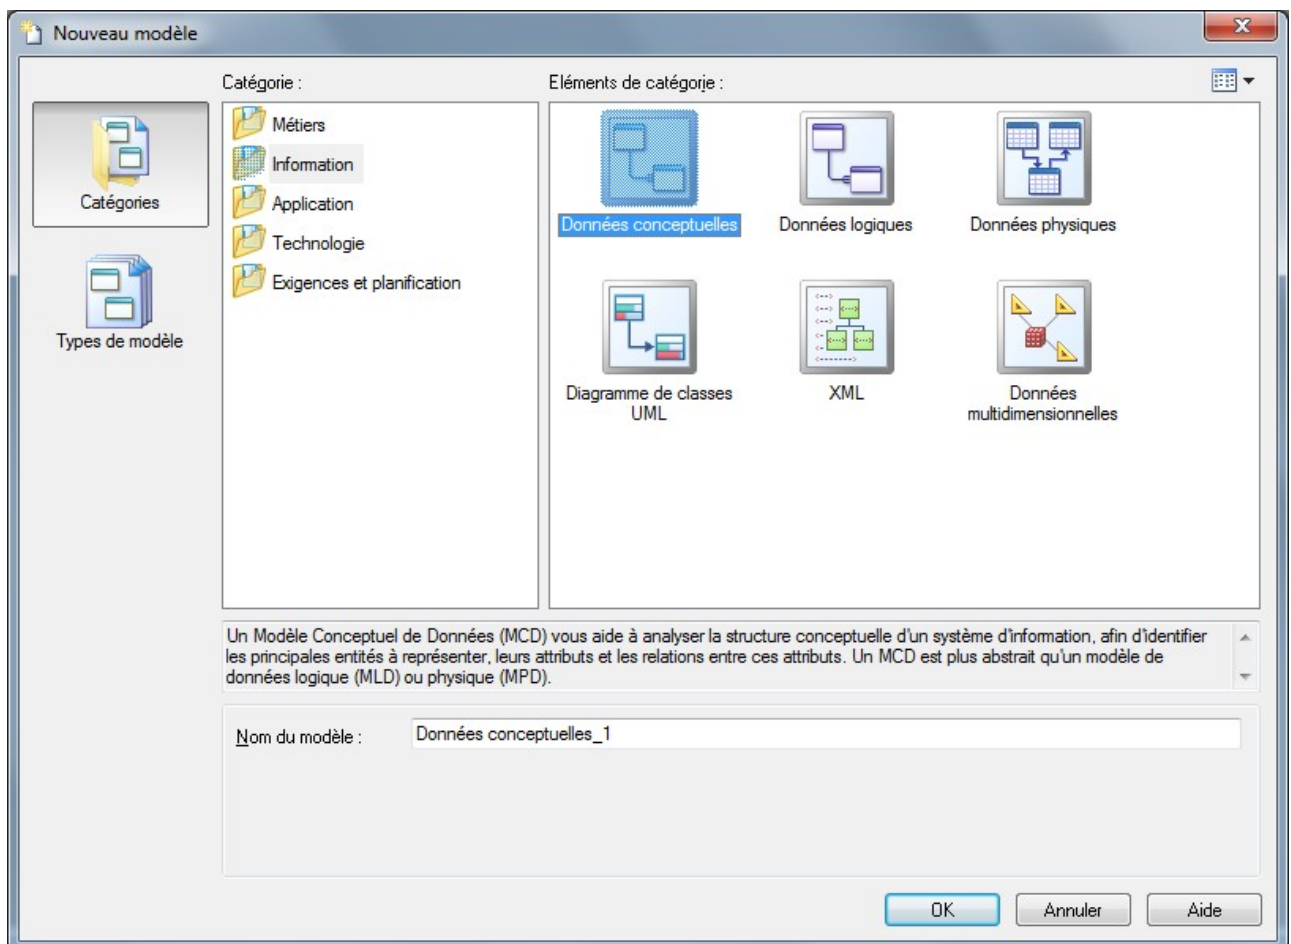 Nouveau modèle
Catégorie :
Eléments de catégorie :
Catégories
Types de modèle
Métiers
Information
Application
Technologie
Exigences et planification
Données conceptuelles
Données logiques
Données physiques
Diagramme de classes
UML
XML
Données
multidimensionnelles
Un Modèle Conceptuel de Données (MCD) vous aide à analyser la structure conceptuelle d'un système d'information, afin d'identifier
les principales entités à représenter, leurs attributs et les relations entre ces attributs. Un MCD est plus abstrait qu'un modèle de
données logique (MLD) ou physique (MPD).
Nom du modèle :
Données conceptuelles_1
OK
Annuler
Aide